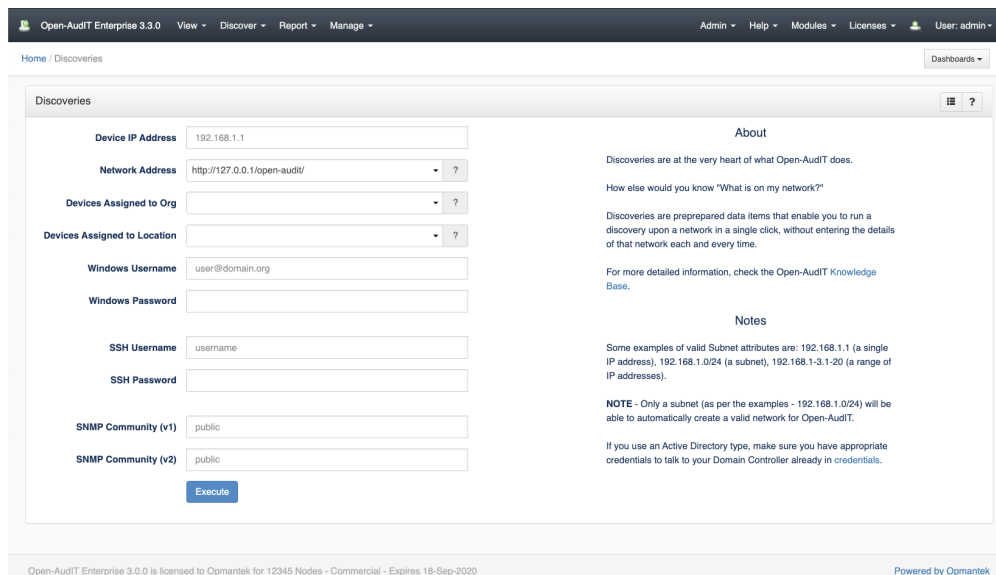 Open-AudIT Enterprise 3.3.0 View Discover Report Manage Admin Help Modules Licenses User: admin
Home / Discoveries
Dashboards
Discoveries
?
Device IP Address 192.168.1.1
Network Address http://127.0.0.1/open-audit/ ?
Devices Assigned to Org ?
Devices Assigned to Location ?
Windows Username user@domain.org
Windows Password
SSH Username username
SSH Password
SNMP Community (v1) public
SNMP Community (v2) public
Execute
About
Discoveries are at the very heart of what Open-AudIT does.
How else would you know "What is on my network?"
Discoveries are preprepared data items that enable you to run a
discovery upon a network in a single click, without entering the details
of that network each and every time.
For more detailed information, check the Open-AudIT Knowledge
Base.
Notes
Some examples of valid Subnet attributes are: 192.168.1.1 (a single
IP address), 192.168.1.0/24 (a subnet), 192.168.1-3.1-20 (a range of
IP addresses).
NOTE - Only a subnet (as per the examples - 192.168.1.0/24) will be
able to automatically create a valid network for Open-AudIT.
If you use an Active Directory type, make sure you have appropriate
credentials to talk to your Domain Controller already in credentials.
Open-AudIT Enterprise 3.0.0 is licensed to Opmantek for 12345 Nodes - Commercial - Expires 18-Sep-2020
Powered by Opmantek